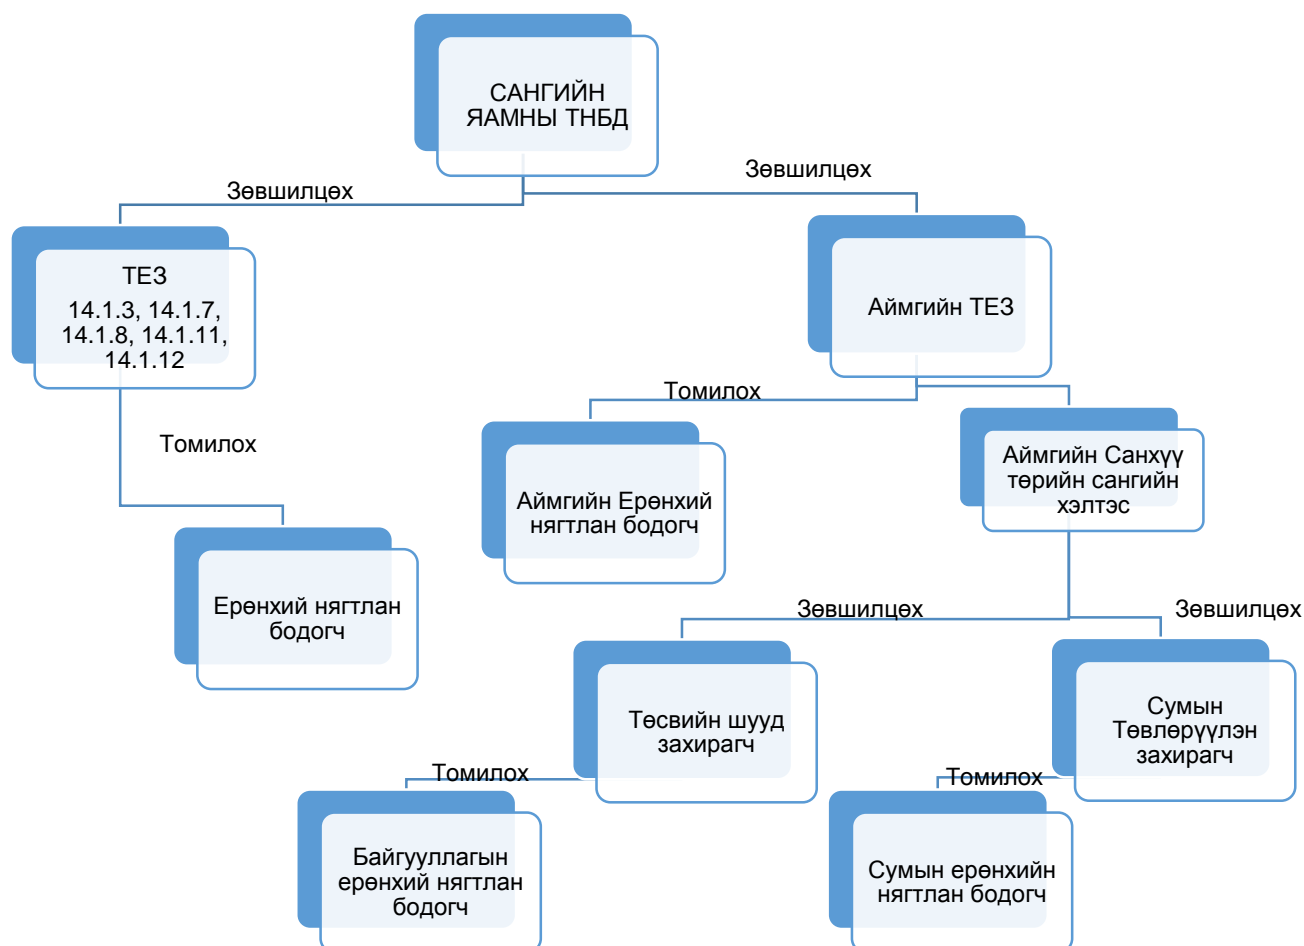 САНГИЙН
ЯАМНЫ ТНБД
Зөвшилцөх
Зөвшилцөх
ТЕЗ
14.1.3, 14.1.7,
14.1.8, 14.1.11,
14.1.12
Аймгийн ТЕЗ
Томилох
Томилох
Аймгийн Ерөнхий
нягтлан бодогч
Аймгийн Санхүү
төрийн сангийн
хэлтэс
Ерөнхий нягтлан
бодогч
Зөвшилцөх
Зөвшилцөх
Төсвийн шууд
захирагч
Сумын
Төвлөрүүлэн
захирагч
Томилох
Томилох
Байгууллагын
ерөнхий нягтлан
бодогч
Сумын ерөнхийн
нягтлан бодогч